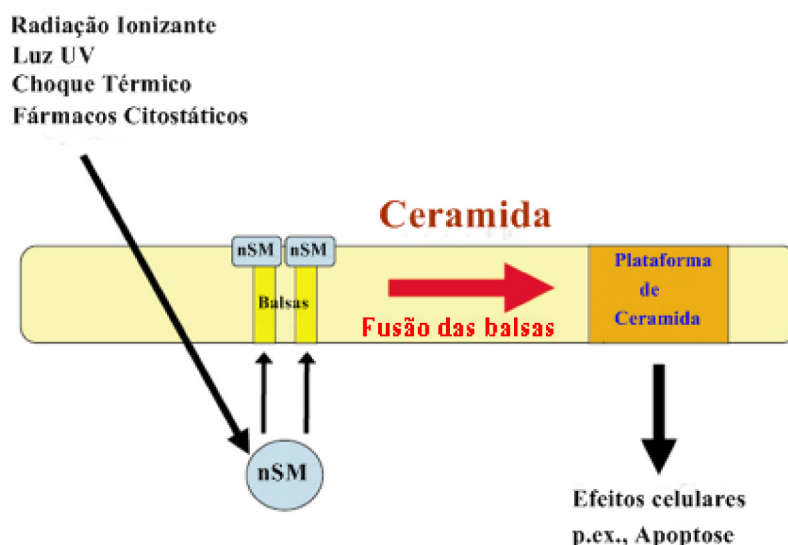 Radiação Ionizante
Luz UV
Choque Térmico
Fármacos Citostáticos
Ceramida
nSM
nSM
Balsas
Fusão das balsas
Plataforma
de
Ceramida
nSM
Efeitos celulares
p.ex., Apoptose